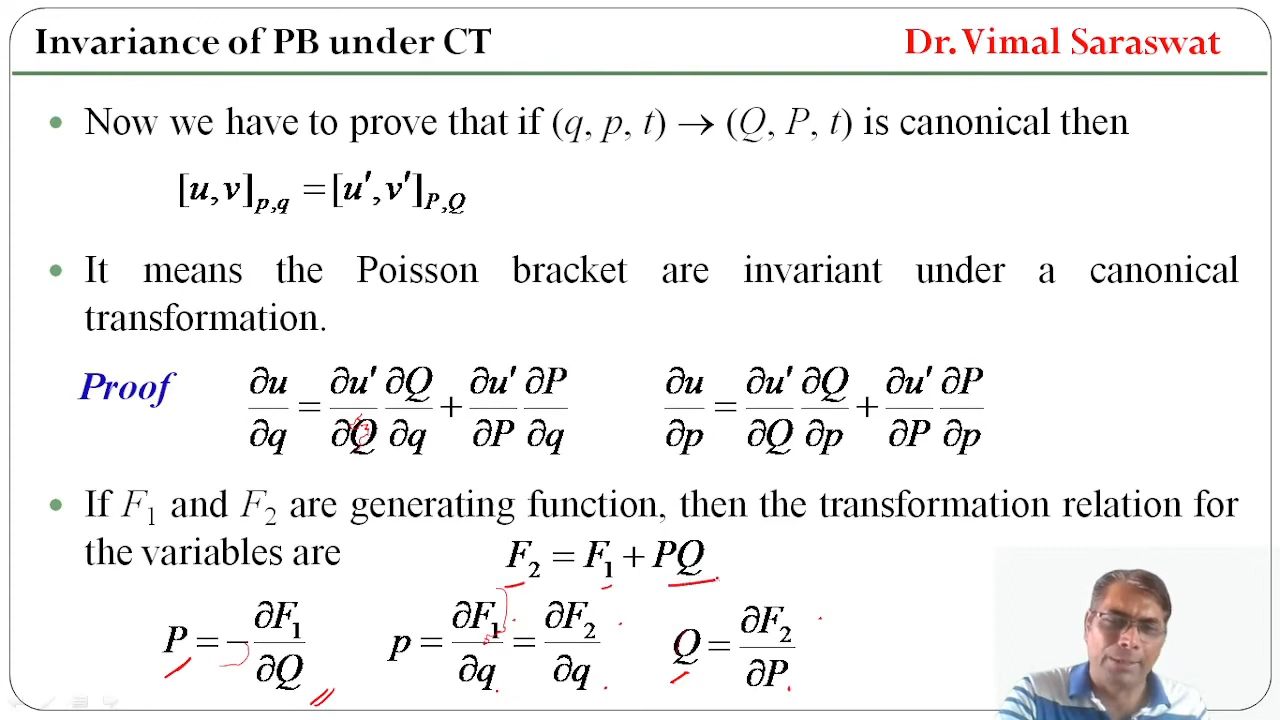 Invariance of PB under CT Dr. Vimal Saraswat
• Now we have to prove that if (q, p, t) → (Q, P, t) is canonical then
[u,v]_{p,q} = [u′,v′]_{P,Q}
• It means the Poisson bracket are invariant under a canonical
transformation.
Proof ∂u/∂q = ∂u′/∂Q ∂Q/∂q + ∂u′/∂P ∂P/∂q ∂u/∂p = ∂u′/∂Q ∂Q/∂p + ∂u′/∂P ∂P/∂p
• If F₁ and F₂ are generating function, then the transformation relation for
the variables are F₂ = F₁ + PQ
P = −∂F₁/∂Q p = ∂F₁/∂q = ∂F₂/∂q Q = ∂F₂/∂P